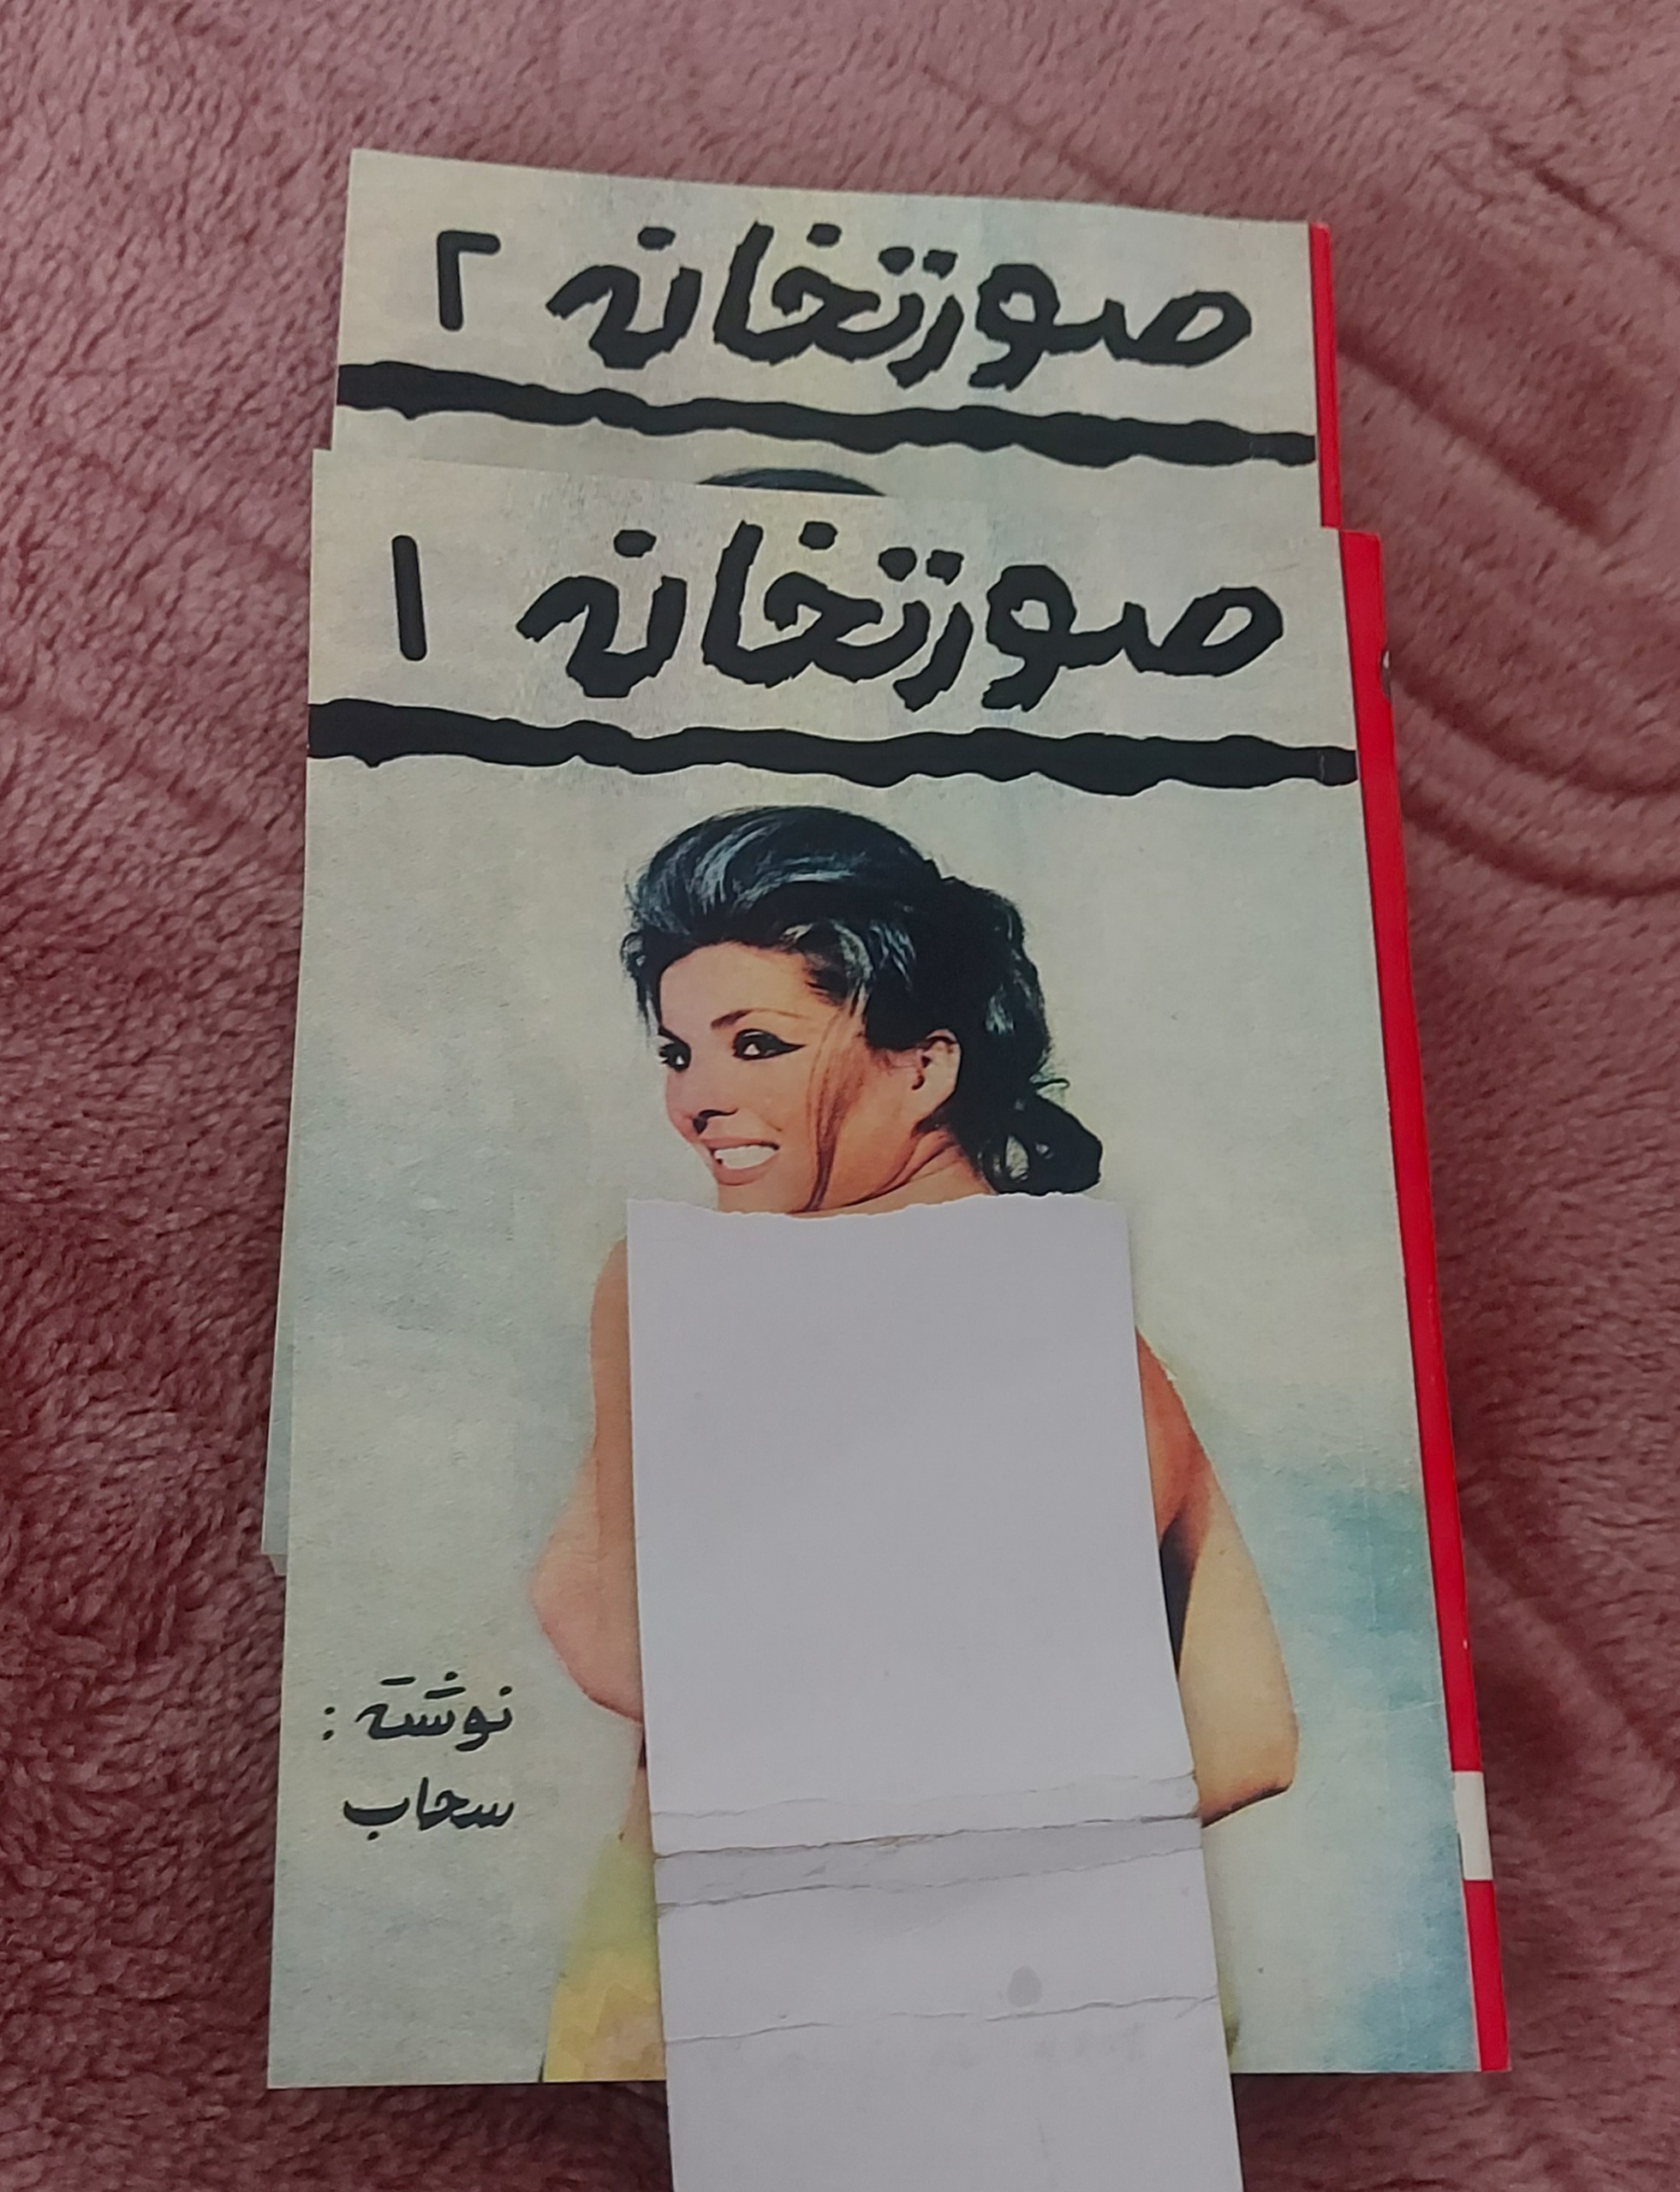 صورتخانه ۲
صورتخانه ۱
نوشته :
سحاب